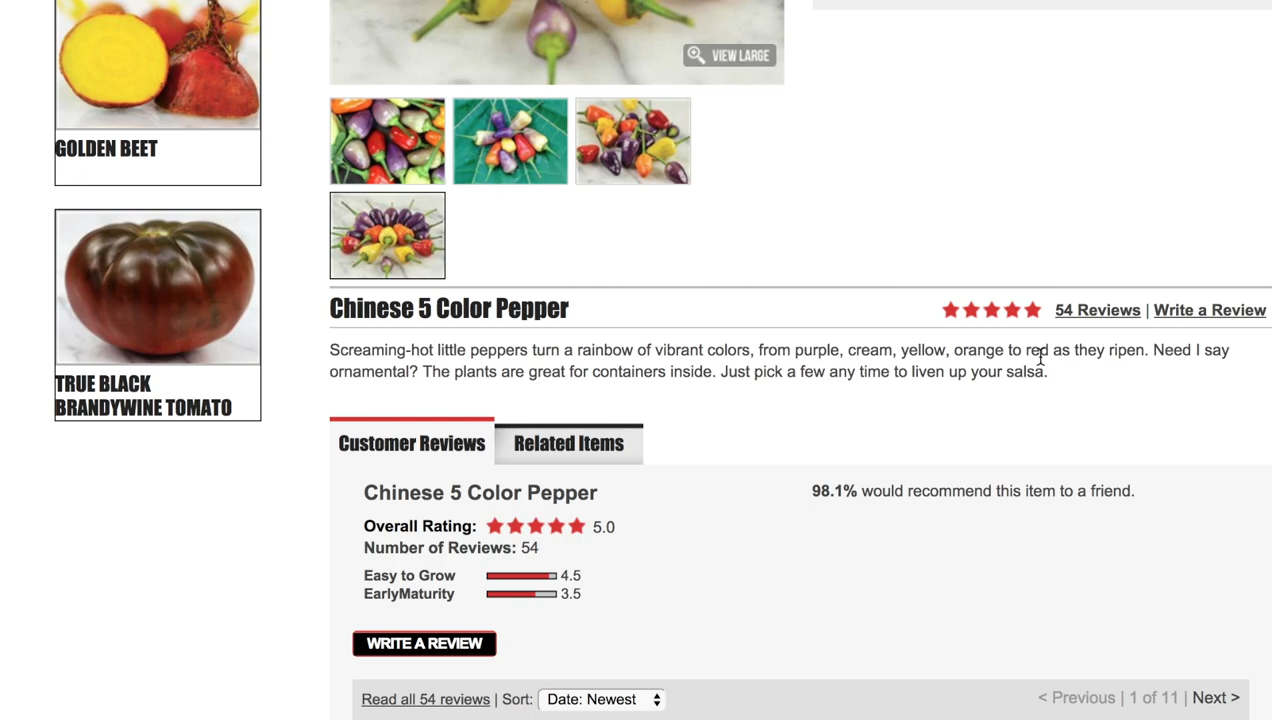 VIEW LARGE
GOLDEN BEET
TRUE BLACK
BRANDYWINE TOMATO
Chinese 5 Color Pepper
54 Reviews | Write a Review
Screaming-hot little peppers turn a rainbow of vibrant colors, from purple, cream, yellow, orange to red as they ripen. Need I say
ornamental? The plants are great for containers inside. Just pick a few any time to liven up your salsa.
Customer Reviews Related Items
Chinese 5 Color Pepper
98.1% would recommend this item to a friend.
Overall Rating: 5.0
Number of Reviews: 54
Easy to Grow 4.5
EarlyMaturity 3.5
WRITE A REVIEW
Read all 54 reviews | Sort: Date: Newest
< Previous | 1 of 11 | Next >